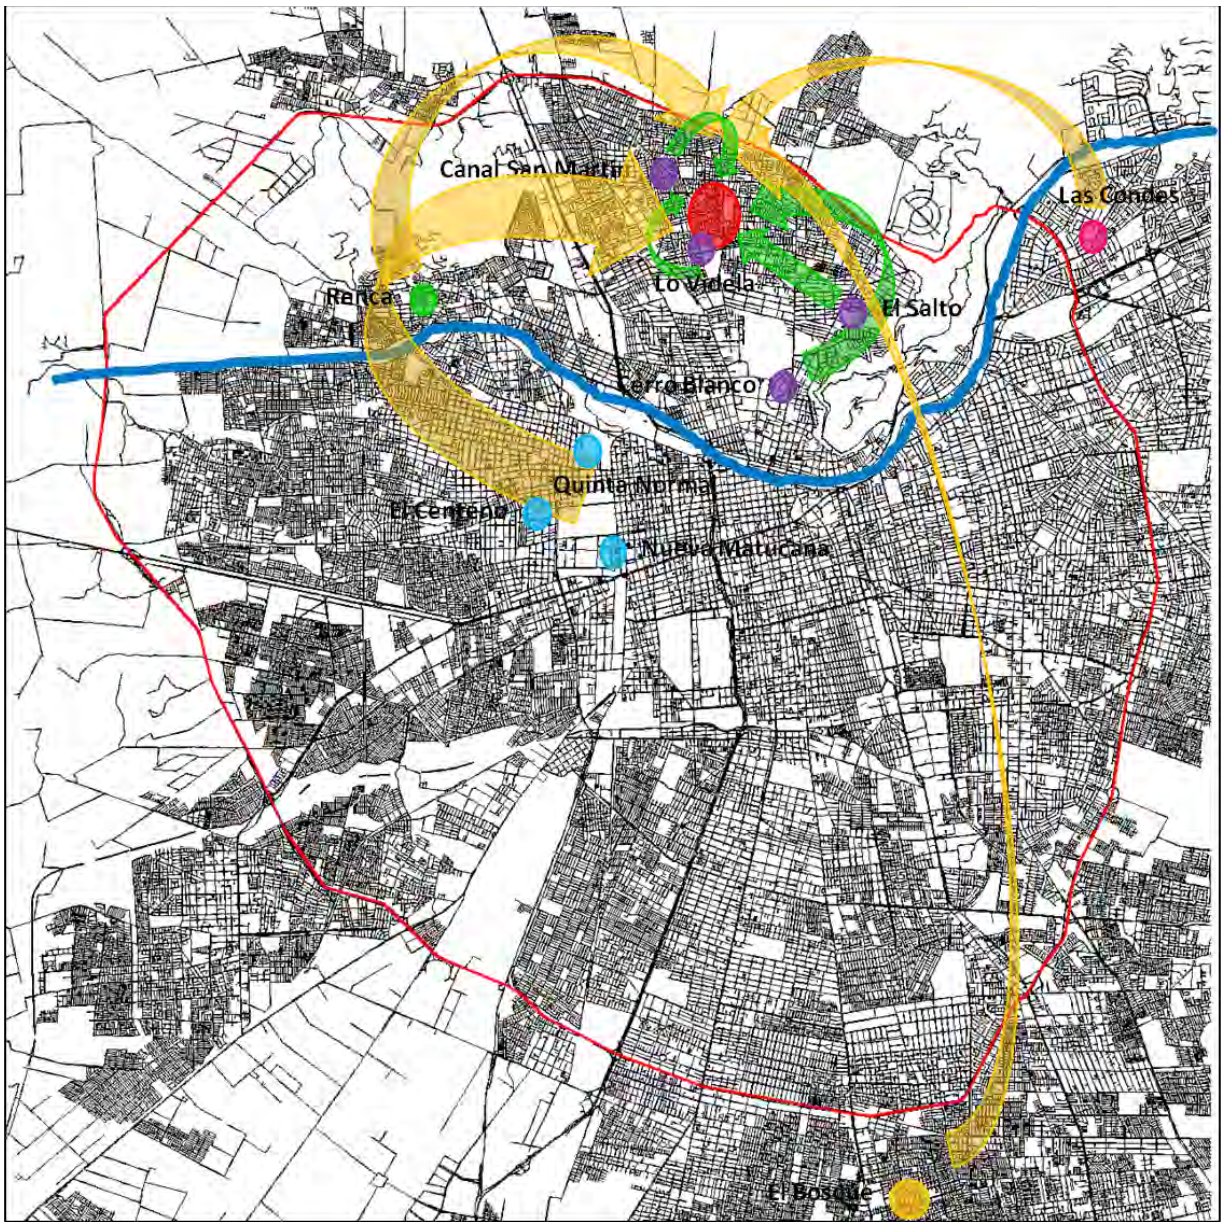 Canal San Martín
Las Condes
Lo Videla
Renca
El Salto
Cerro Blanco
Quinta Normal
El Centeno
Nueva Matucana
El Bosque